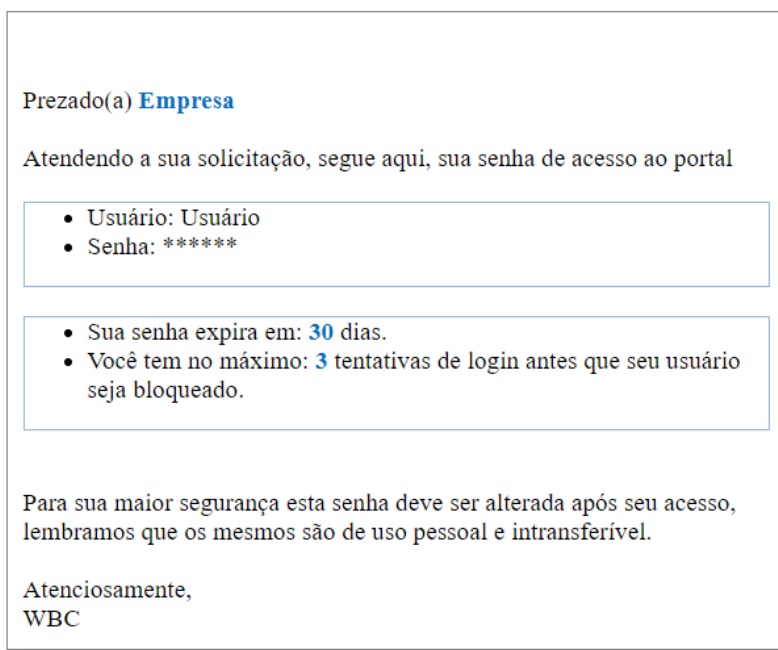 Prezado(a) Empresa
Atendendo a sua solicitação, segue aqui, sua senha de acesso ao portal
• Usuário: Usuário
• Senha: ******
• Sua senha expira em: 30 dias.
• Você tem no máximo: 3 tentativas de login antes que seu usuário
seja bloqueado.
Para sua maior segurança esta senha deve ser alterada após seu acesso,
lembramos que os mesmos são de uso pessoal e intransferível.
Atenciosamente,
WBC